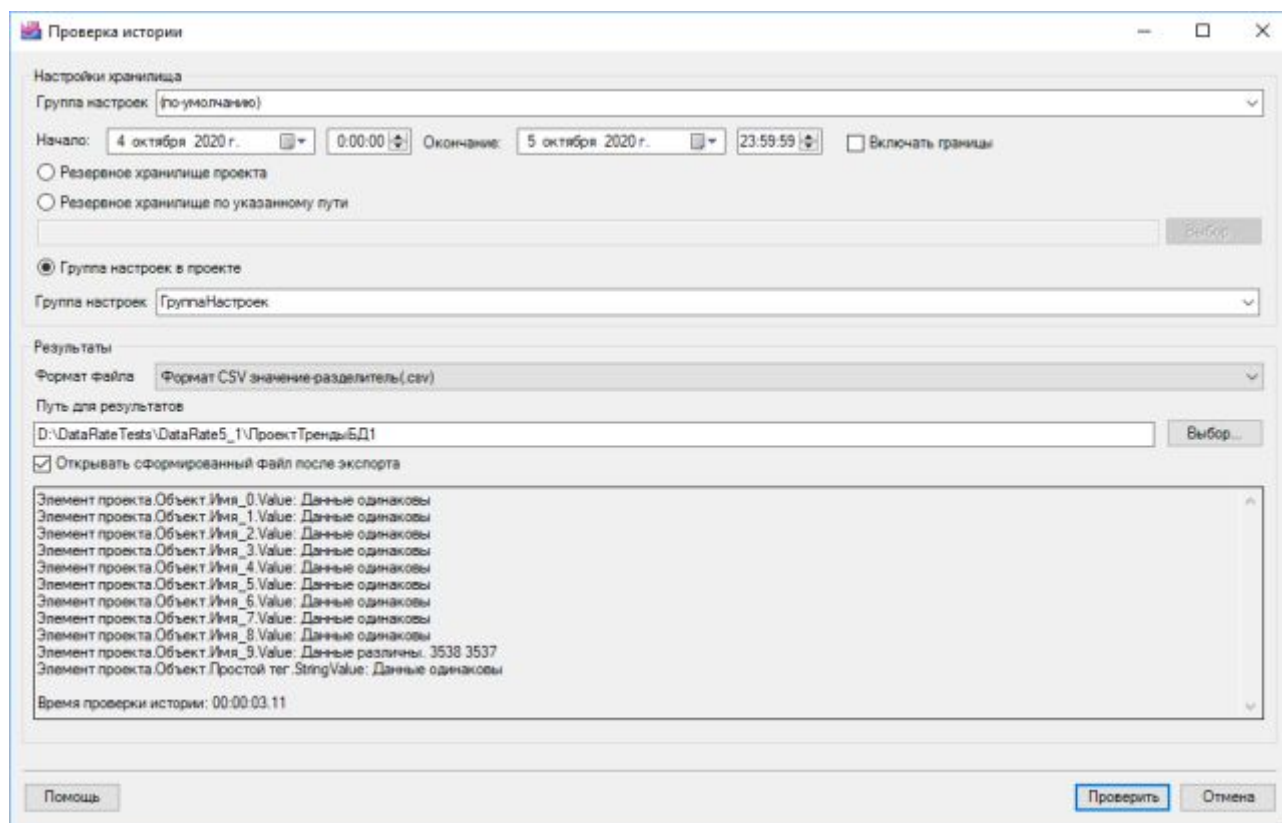 Проверка истории
Настройки хранилища
Группа настроек (по-умолчанию)
Начало: 4 октября 2020 г. 0:00:00 Окончание: 5 октября 2020 г. 23:59:59 Включать границы
Резервное хранилище проекта
Резервное хранилище по указанному пути
Выбор...
Группа настроек в проекте
Группа настроек ГруппаНастроек
Результаты
Формат файла Формат CSV значение-разделитель(.csv)
Путь для результатов
D:\DataRateTests\DataRate5_1\ПроектТрендыБД1 Выбор...
Открывать сформированный файл после экспорта
Элемент проекта.Объект.Имя_0.Value: Данные одинаковы
Элемент проекта.Объект.Имя_1.Value: Данные одинаковы
Элемент проекта.Объект.Имя_2.Value: Данные одинаковы
Элемент проекта.Объект.Имя_3.Value: Данные одинаковы
Элемент проекта.Объект.Имя_4.Value: Данные одинаковы
Элемент проекта.Объект.Имя_5.Value: Данные одинаковы
Элемент проекта.Объект.Имя_6.Value: Данные одинаковы
Элемент проекта.Объект.Имя_7.Value: Данные одинаковы
Элемент проекта.Объект.Имя_8.Value: Данные одинаковы
Элемент проекта.Объект.Имя_9.Value: Данные различны. 3538 3537
Элемент проекта.Объект.Простой тег.StringValue: Данные одинаковы
Время проверки истории: 00:00:03.11
Помощь Проверить Отмена